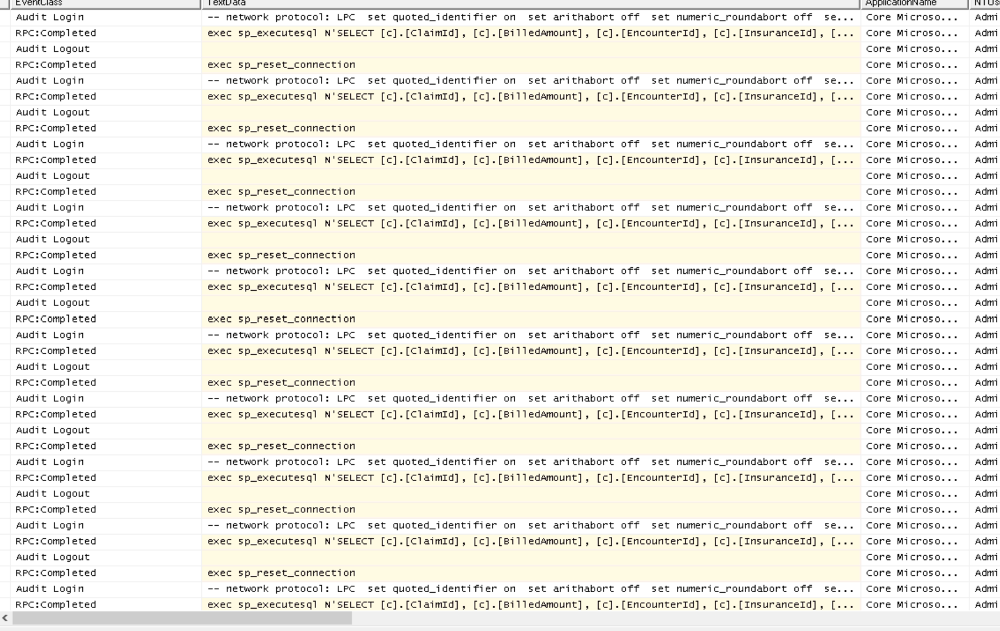 EventClass TextData ApplicationName NTUs
Audit Login -- network protocol: LPC set quoted_identifier on set arithabort off set numeric_roundabort off se... Core Microso... Admi
RPC:Completed exec sp_executesql N'SELECT [c].[ClaimId], [c].[BilledAmount], [c].[EncounterId], [c].[InsuranceId], [... Core Microso... Admi
Audit Logout Core Microso... Admi
RPC:Completed exec sp_reset_connection Core Microso... Admi
Audit Login -- network protocol: LPC set quoted_identifier on set arithabort off set numeric_roundabort off se... Core Microso... Admi
RPC:Completed exec sp_executesql N'SELECT [c].[ClaimId], [c].[BilledAmount], [c].[EncounterId], [c].[InsuranceId], [... Core Microso... Admi
Audit Logout Core Microso... Admi
RPC:Completed exec sp_reset_connection Core Microso... Admi
Audit Login -- network protocol: LPC set quoted_identifier on set arithabort off set numeric_roundabort off se... Core Microso... Admi
RPC:Completed exec sp_executesql N'SELECT [c].[ClaimId], [c].[BilledAmount], [c].[EncounterId], [c].[InsuranceId], [... Core Microso... Admi
Audit Logout Core Microso... Admi
RPC:Completed exec sp_reset_connection Core Microso... Admi
Audit Login -- network protocol: LPC set quoted_identifier on set arithabort off set numeric_roundabort off se... Core Microso... Admi
RPC:Completed exec sp_executesql N'SELECT [c].[ClaimId], [c].[BilledAmount], [c].[EncounterId], [c].[InsuranceId], [... Core Microso... Admi
Audit Logout Core Microso... Admi
RPC:Completed exec sp_reset_connection Core Microso... Admi
Audit Login -- network protocol: LPC set quoted_identifier on set arithabort off set numeric_roundabort off se... Core Microso... Admi
RPC:Completed exec sp_executesql N'SELECT [c].[ClaimId], [c].[BilledAmount], [c].[EncounterId], [c].[InsuranceId], [... Core Microso... Admi
Audit Logout Core Microso... Admi
RPC:Completed exec sp_reset_connection Core Microso... Admi
Audit Login -- network protocol: LPC set quoted_identifier on set arithabort off set numeric_roundabort off se... Core Microso... Admi
RPC:Completed exec sp_executesql N'SELECT [c].[ClaimId], [c].[BilledAmount], [c].[EncounterId], [c].[InsuranceId], [... Core Microso... Admi
Audit Logout Core Microso... Admi
RPC:Completed exec sp_reset_connection Core Microso... Admi
Audit Login -- network protocol: LPC set quoted_identifier on set arithabort off set numeric_roundabort off se... Core Microso... Admi
RPC:Completed exec sp_executesql N'SELECT [c].[ClaimId], [c].[BilledAmount], [c].[EncounterId], [c].[InsuranceId], [... Core Microso... Admi
Audit Logout Core Microso... Admi
RPC:Completed exec sp_reset_connection Core Microso... Admi
Audit Login -- network protocol: LPC set quoted_identifier on set arithabort off set numeric_roundabort off se... Core Microso... Admi
RPC:Completed exec sp_executesql N'SELECT [c].[ClaimId], [c].[BilledAmount], [c].[EncounterId], [c].[InsuranceId], [... Core Microso... Admi
Audit Logout Core Microso... Admi
RPC:Completed exec sp_reset_connection Core Microso... Admi
Audit Login -- network protocol: LPC set quoted_identifier on set arithabort off set numeric_roundabort off se... Core Microso... Admi
RPC:Completed exec sp_executesql N'SELECT [c].[ClaimId], [c].[BilledAmount], [c].[EncounterId], [c].[InsuranceId], [... Core Microso... Admi
Audit Logout Core Microso... Admi
RPC:Completed exec sp_reset_connection Core Microso... Admi
Audit Login -- network protocol: LPC set quoted_identifier on set arithabort off set numeric_roundabort off se... Core Microso... Admi
RPC:Completed exec sp_executesql N'SELECT [c].[ClaimId], [c].[BilledAmount], [c].[EncounterId], [c].[InsuranceId], [... Core Microso... Admi